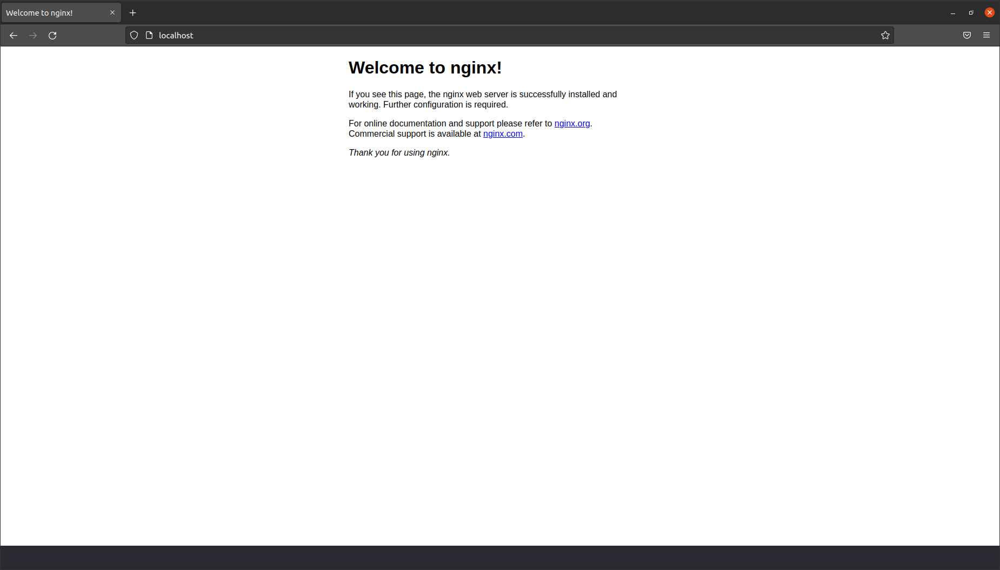 Welcome to nginx!
localhost
Welcome to nginx!
If you see this page, the nginx web server is successfully installed and
working. Further configuration is required.
For online documentation and support please refer to nginx.org.
Commercial support is available at nginx.com.
Thank you for using nginx.